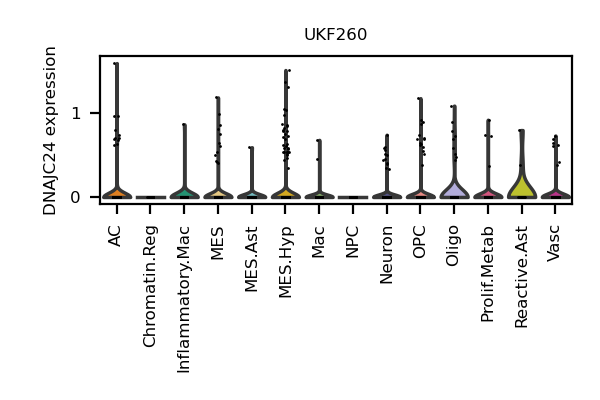 UKF260
DNAJC24 expression
1
0
AC
Chromatin.Reg
Inflammatory.Mac
MES
MES.Ast
MES.Hyp
Mac
NPC
Neuron
OPC
Oligo
Prolif.Metab
Reactive.Ast
Vasc